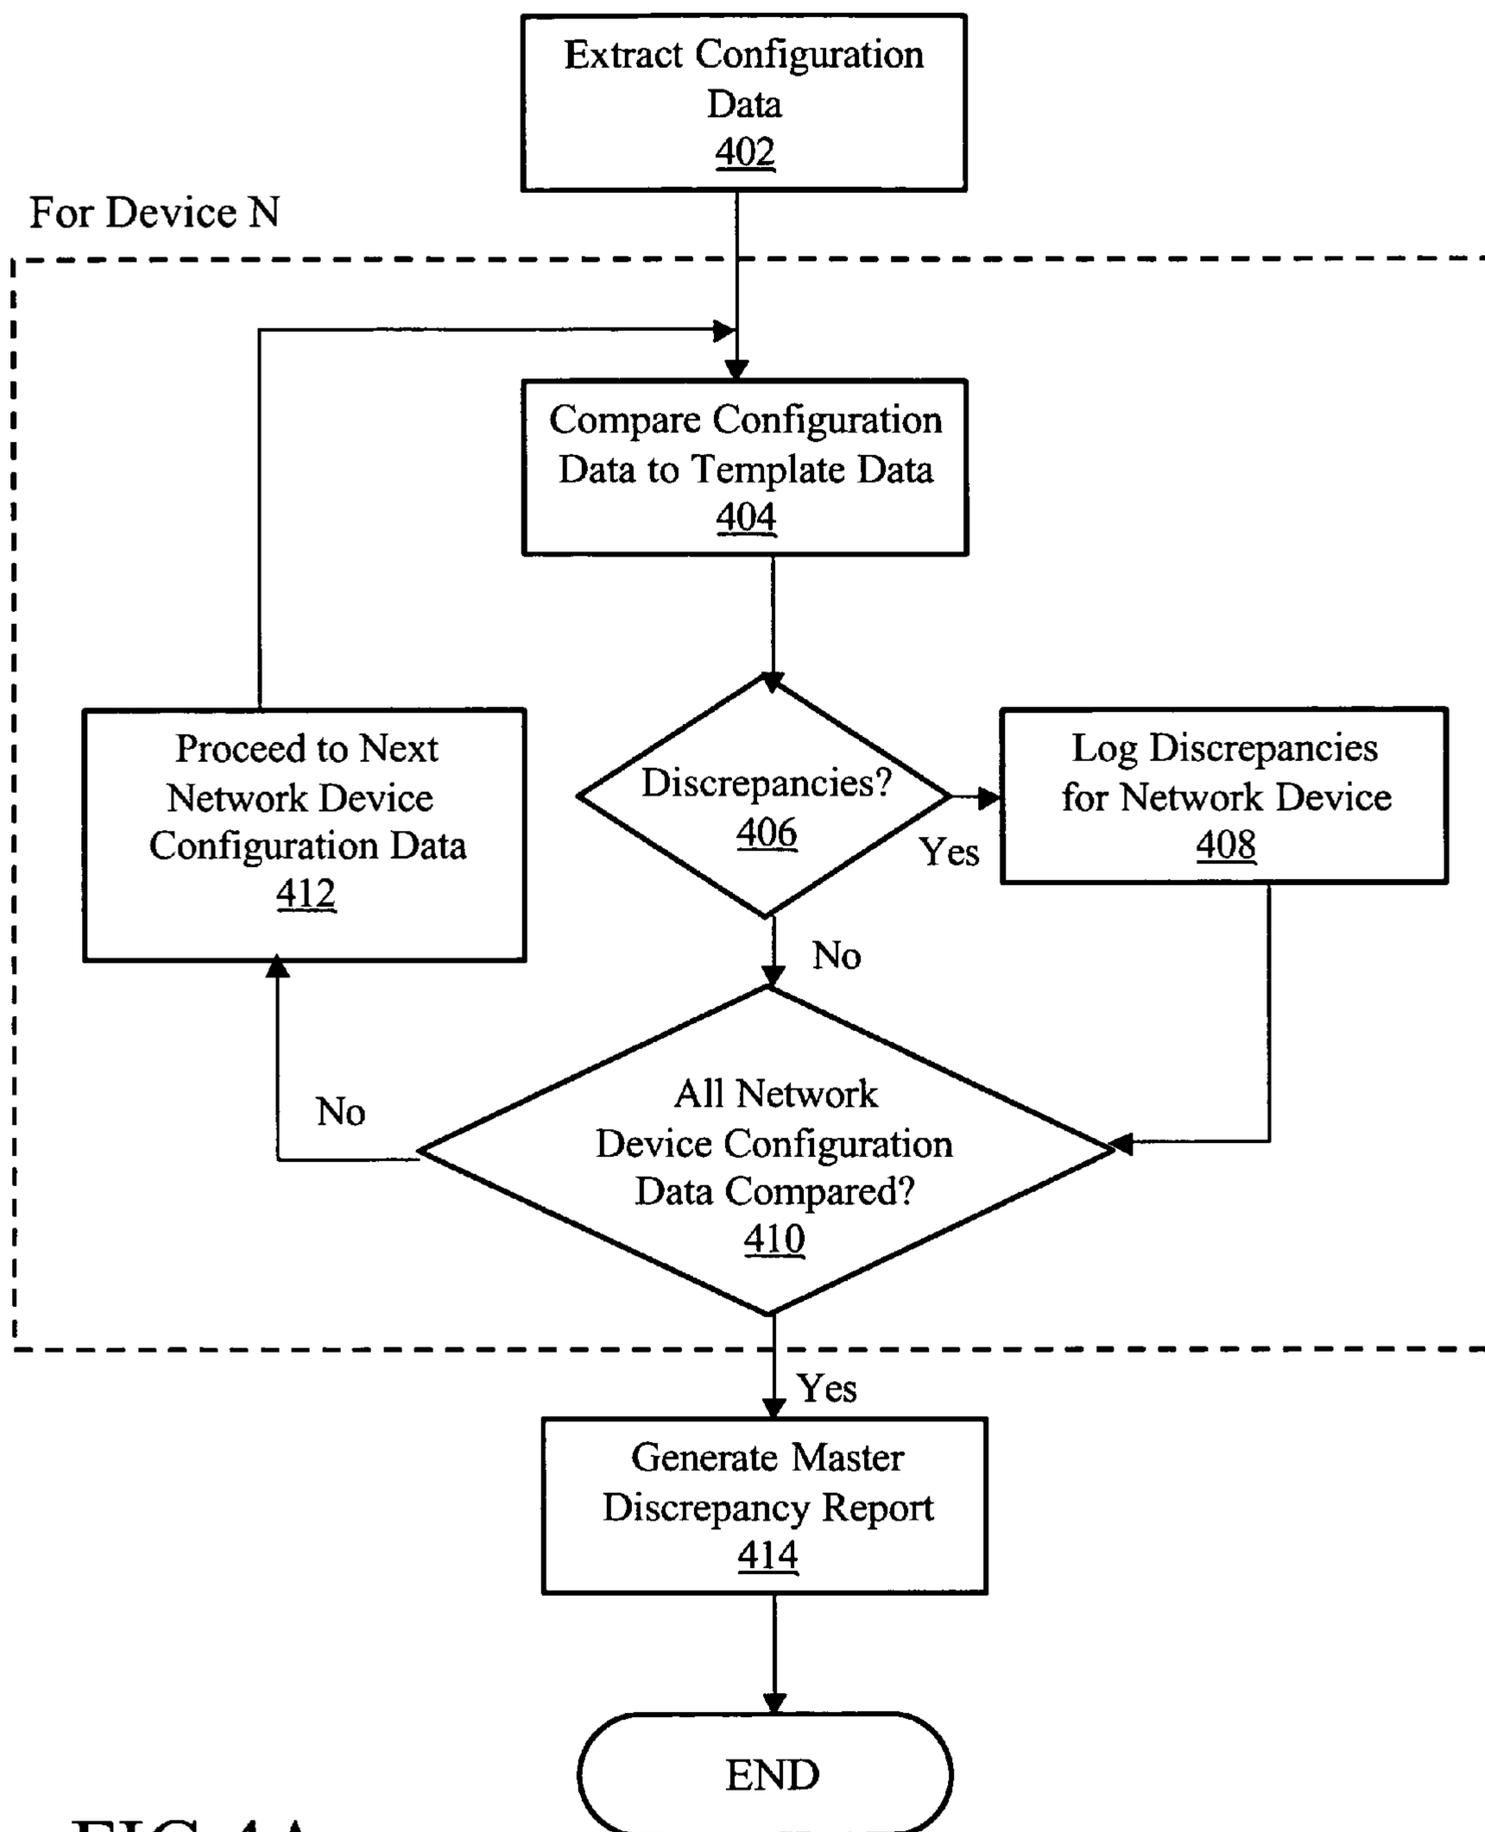 Extract Configuration
Data
402
For Device N
Compare Configuration
Data to Template Data
404
Proceed to Next
Network Device
Configuration Data
412
Discrepancies?
406
Yes
Log Discrepancies
for Network Device
408
No
All Network
Device Configuration
Data Compared?
410
No
Yes
Generate Master
Discrepancy Report
414
END
FIG 4A